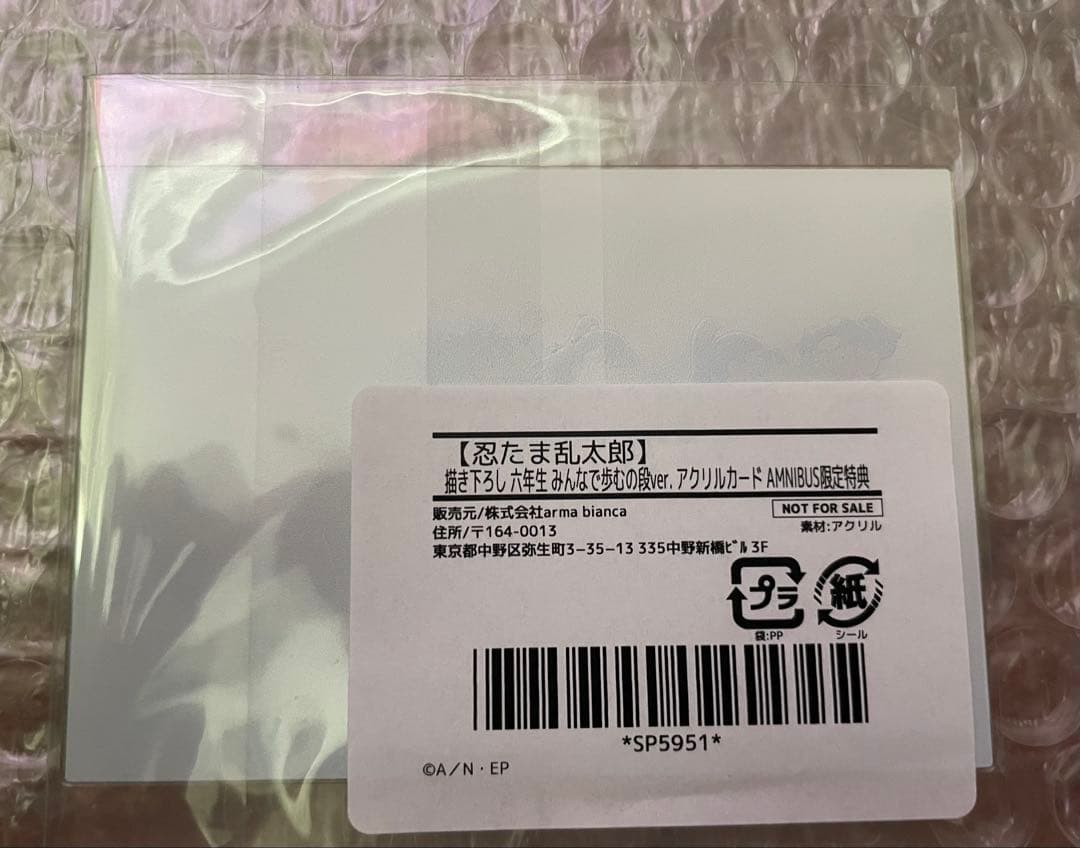 【忍たま乱太郎】
描き下ろし 六年生 みんなで歩むの段ver. アクリルカード AMNIBUS限定特典
販売元/株式会社arma bianca
NOT FOR SALE
住所/〒164-0013
素材:アクリル
東京都中野区弥生町3-35-13 335中野新橋ﾋﾞﾙ 3F
プラ
紙
袋:PP
シール
*SP5951*
©A/N・EP